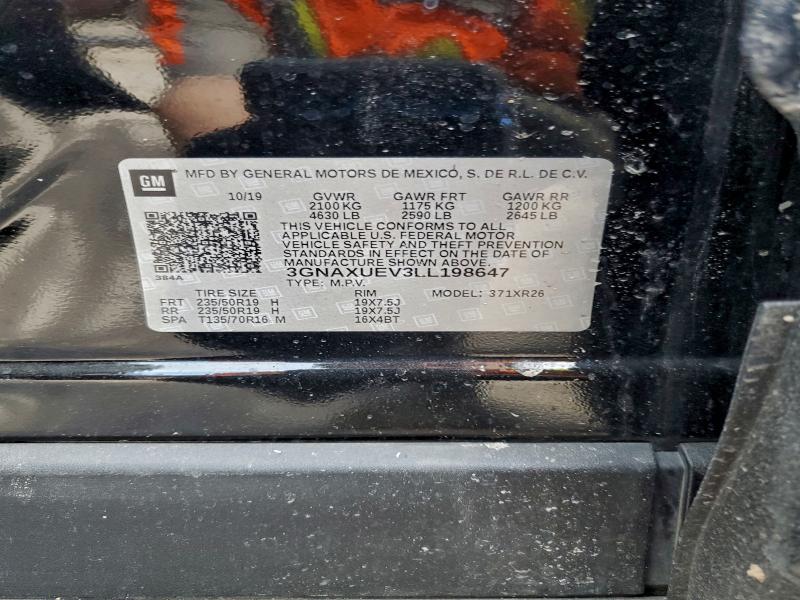 GM MFD BY GENERAL MOTORS DE MEXICO, S. DE R.L. DE C.V.
10/19 GVWR GAWR FRT GAWR RR
2100 KG 1175 KG 1200 KG
4630 LB 2590 LB 2645 LB
THIS VEHICLE CONFORMS TO ALL
APPLICABLE U.S. FEDERAL MOTOR
VEHICLE SAFETY AND THEFT PREVENTION
STANDARDS IN EFFECT ON THE DATE OF
MANUFACTURE SHOWN ABOVE.
384A 3GNAXUEV3LL198647
TYPE: M.P.V.
TIRE SIZE RIM MODEL: 371XR26
FRT 235/50R19 H 19X7.5J
RR 235/50R19 H 19X7.5J
SPA T135/70R16 M 16X4BT